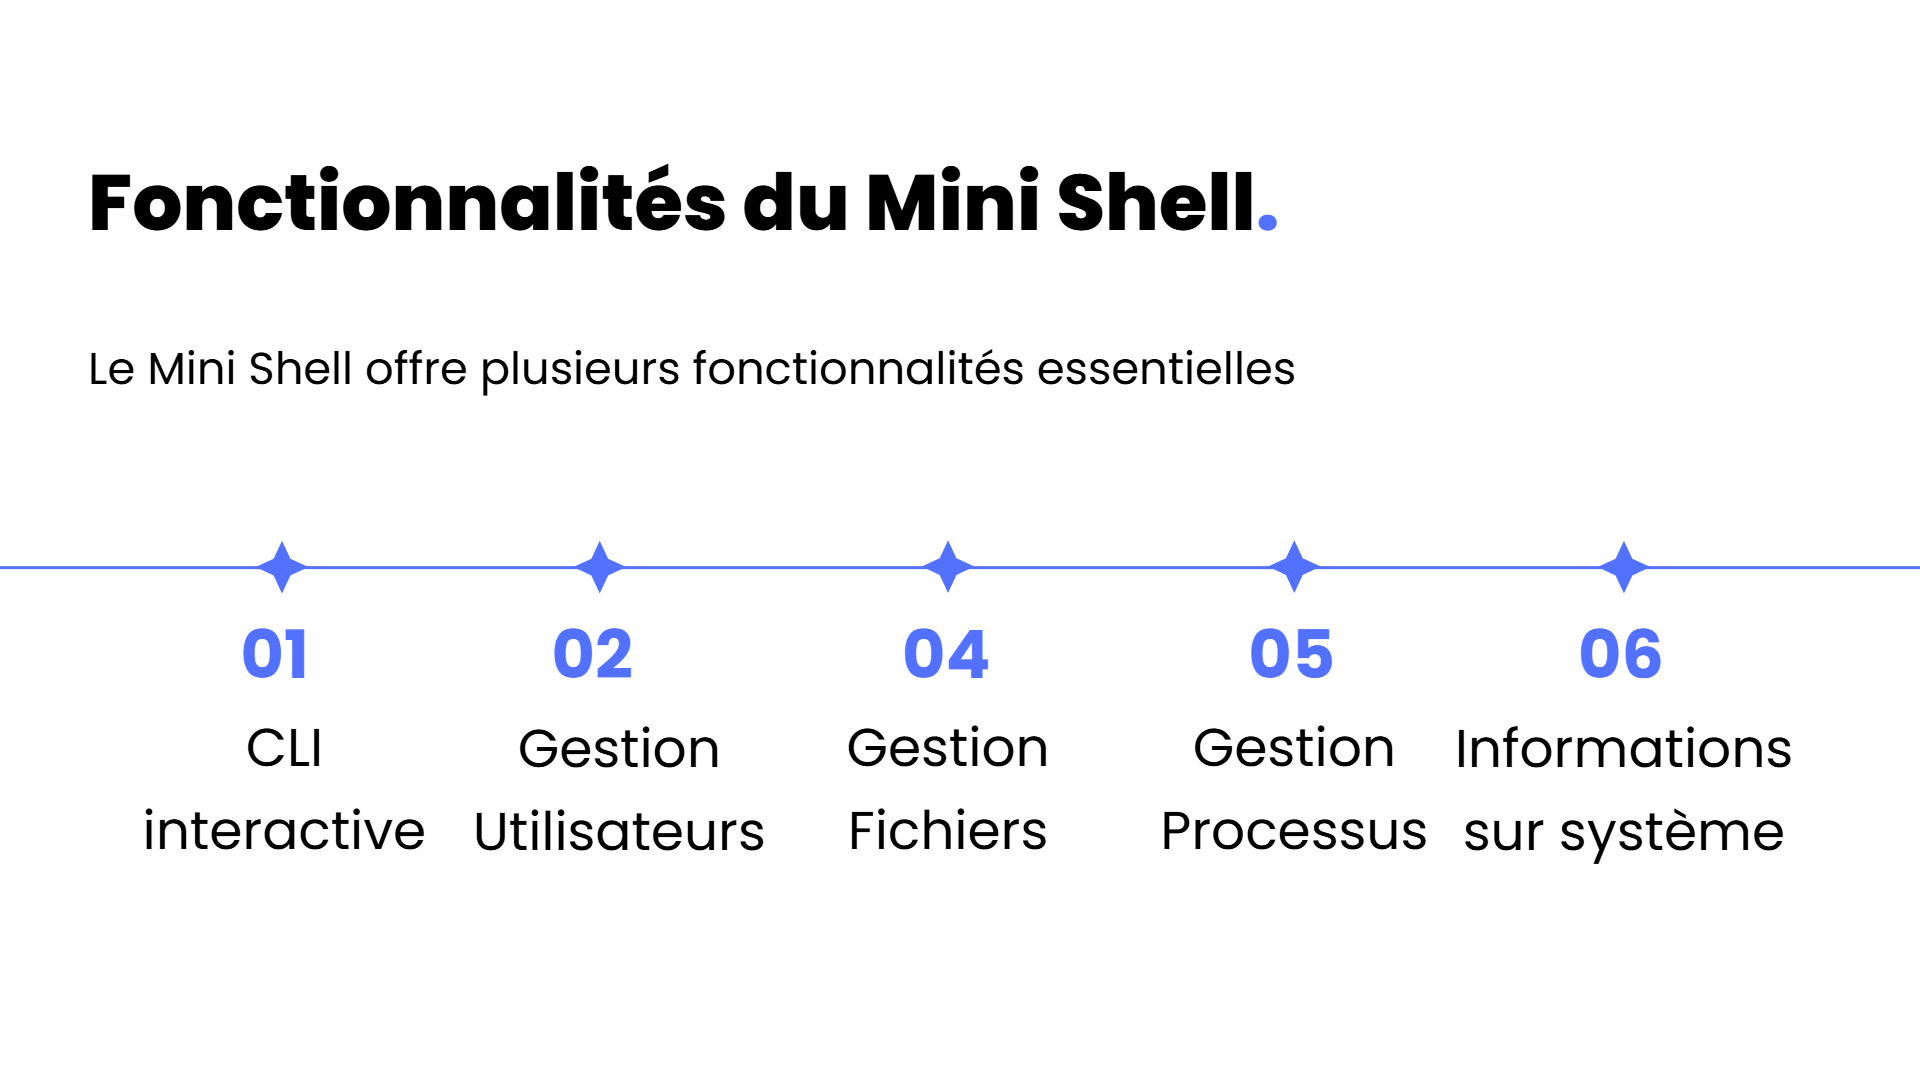 Fonctionnalités du Mini Shell.
Le Mini Shell offre plusieurs fonctionnalités essentielles
01
CLI
interactive
02
Gestion
Utilisateurs
04
Gestion
Fichiers
05
Gestion
Processus
06
Informations
sur système